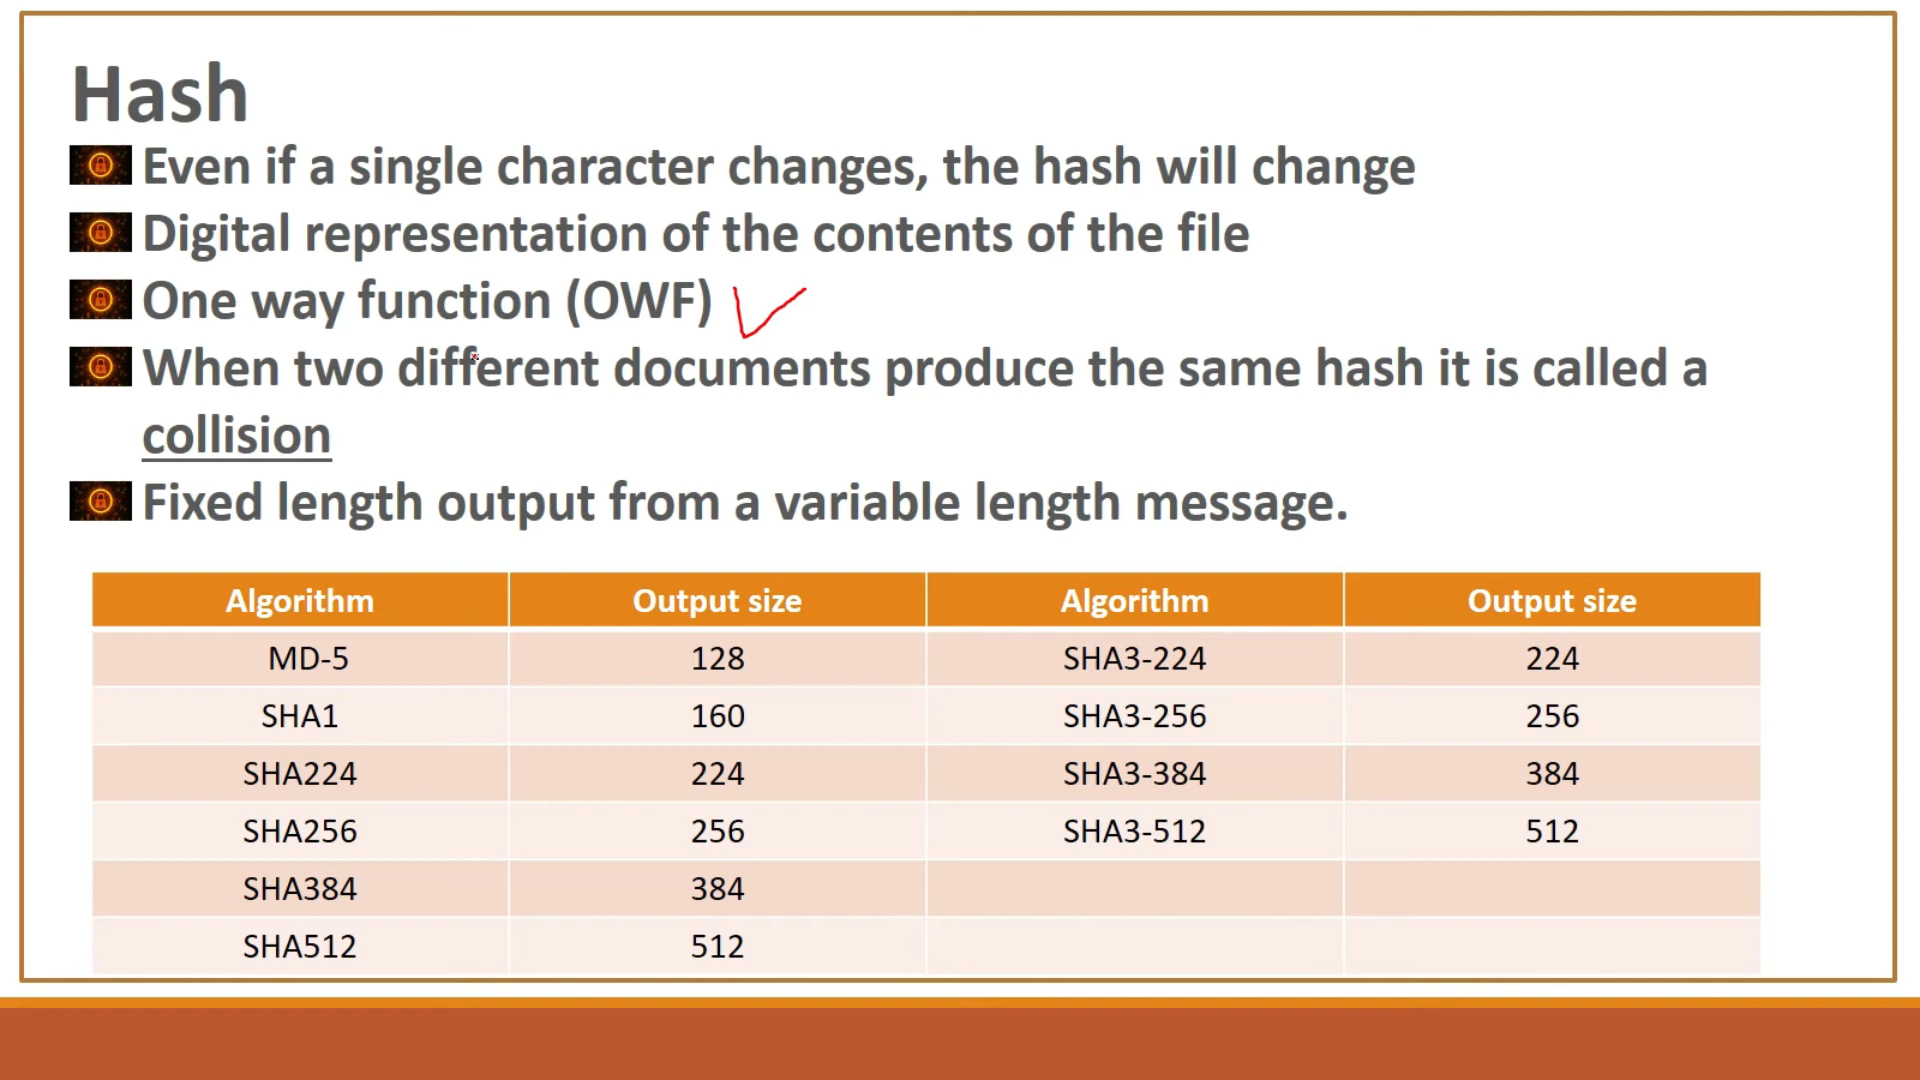 Hash
Even if a single character changes, the hash will change
Digital representation of the contents of the file
One way function (OWF)
When two different documents produce the same hash it is called a
collision
Fixed length output from a variable length message.
Algorithm Output size Algorithm Output size
MD-5 128 SHA3-224 224
SHA1 160 SHA3-256 256
SHA224 224 SHA3-384 384
SHA256 256 SHA3-512 512
SHA384 384
SHA512 512